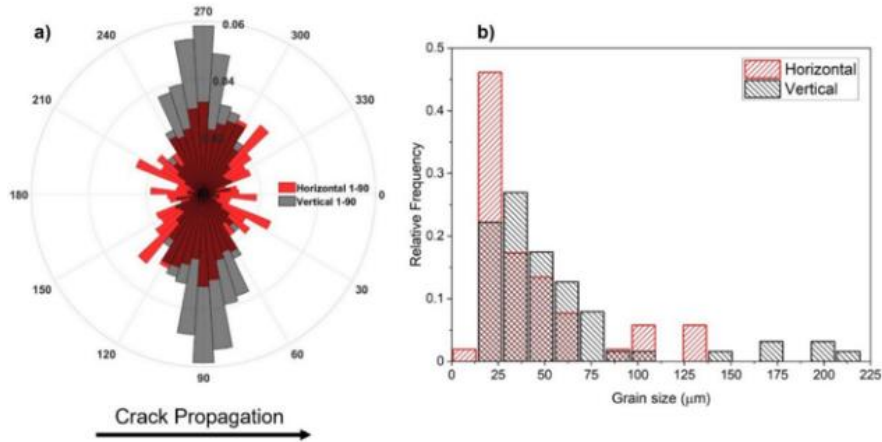 a)
270
0.06
240
300
0.04
210
330
180
0
Horizontal 1-90
Vertical 1-90
150
30
120
60
90
Crack Propagation
b)
0.5
0.4
0.3
0.2
0.1
0
Relative Frequency
Horizontal
Vertical
0 25 50 75 100 125 150 175 200 225
Grain size (μm)